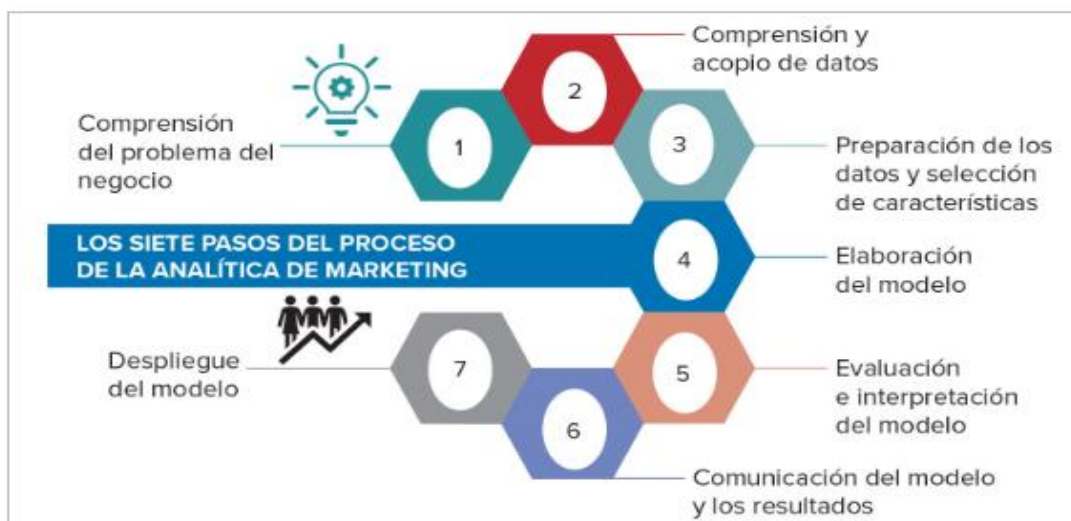 Comprensión
del problema del
negocio
1
2
Comprensión y
acopio de datos
3
Preparación de los
datos y selección
de características
LOS SIETE PASOS DEL PROCESO
DE LA ANALÍTICA DE MARKETING
4
Elaboración
del modelo
5
Evaluación
e interpretación
del modelo
6
Comunicación del modelo
y los resultados
7
Despliegue
del modelo